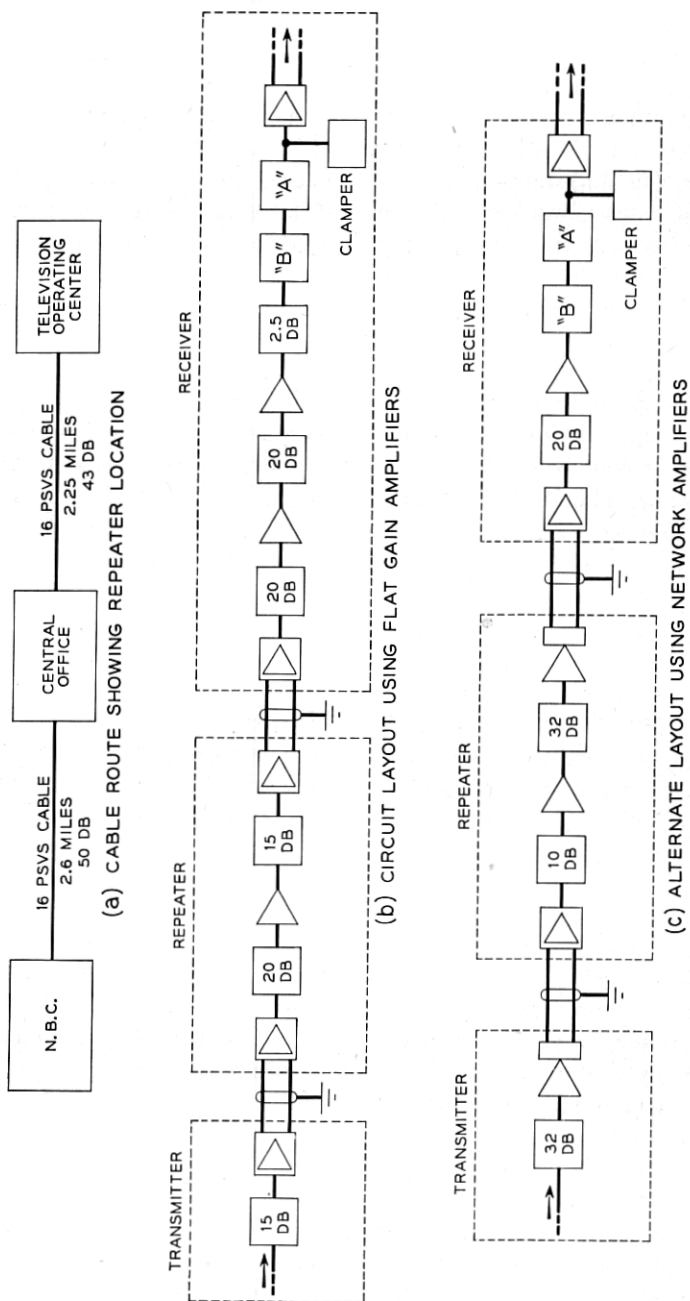 N.B.C.
16 PSVS CABLE
2.6 MILES
50 DB
CENTRAL
OFFICE
16 PSVS CABLE
2.25 MILES
43 DB
TELEVISION
OPERATING
CENTER
(a) CABLE ROUTE SHOWING REPEATER LOCATION
TRANSMITTER
15
DB
REPEATER
20
DB
15
DB
RECEIVER
20
DB
20
DB
2.5
DB
"B"
"A"
CLAMPER
(b) CIRCUIT LAYOUT USING FLAT GAIN AMPLIFIERS
TRANSMITTER
32
DB
REPEATER
10
DB
32
DB
RECEIVER
20
DB
"B"
"A"
CLAMPER
(c) ALTERNATE LAYOUT USING NETWORK AMPLIFIERS